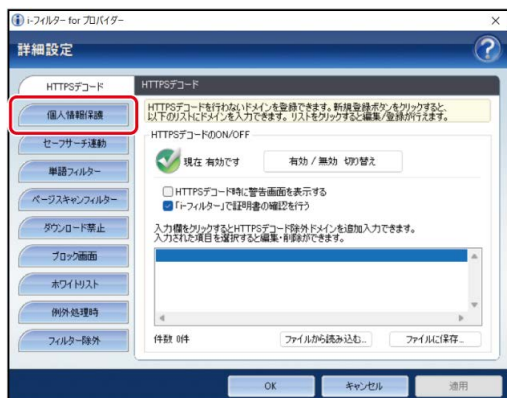 i-フィルター for プロバイダー
詳細設定
HTTPSデコード
個人情報保護
セーフサーチ連動
単語フィルター
ページスキャンフィルター
ダウンロード禁止
ブロック画面
ホワイトリスト
例外処理時
フィルター除外
HTTPSデコード
HTTPSデコードを行わないドメインを登録できます。新規登録ボタンをクリックすると、
以下のリストにドメインを入力できます。リストをクリックすると編集/登録が行えます。
HTTPSデコードのON/OFF
現在 有効です
有効 / 無効 切り替え
HTTPSデコード時に警告画面を表示する
「i-フィルター」で証明書の確認を行う
入力欄をクリックするとHTTPSデコード除外ドメインを追加入力できます。
入力された項目を選択すると編集・削除ができます。
件数 0件
ファイルから読み込む...
ファイルに保存...
OK
キャンセル
適用